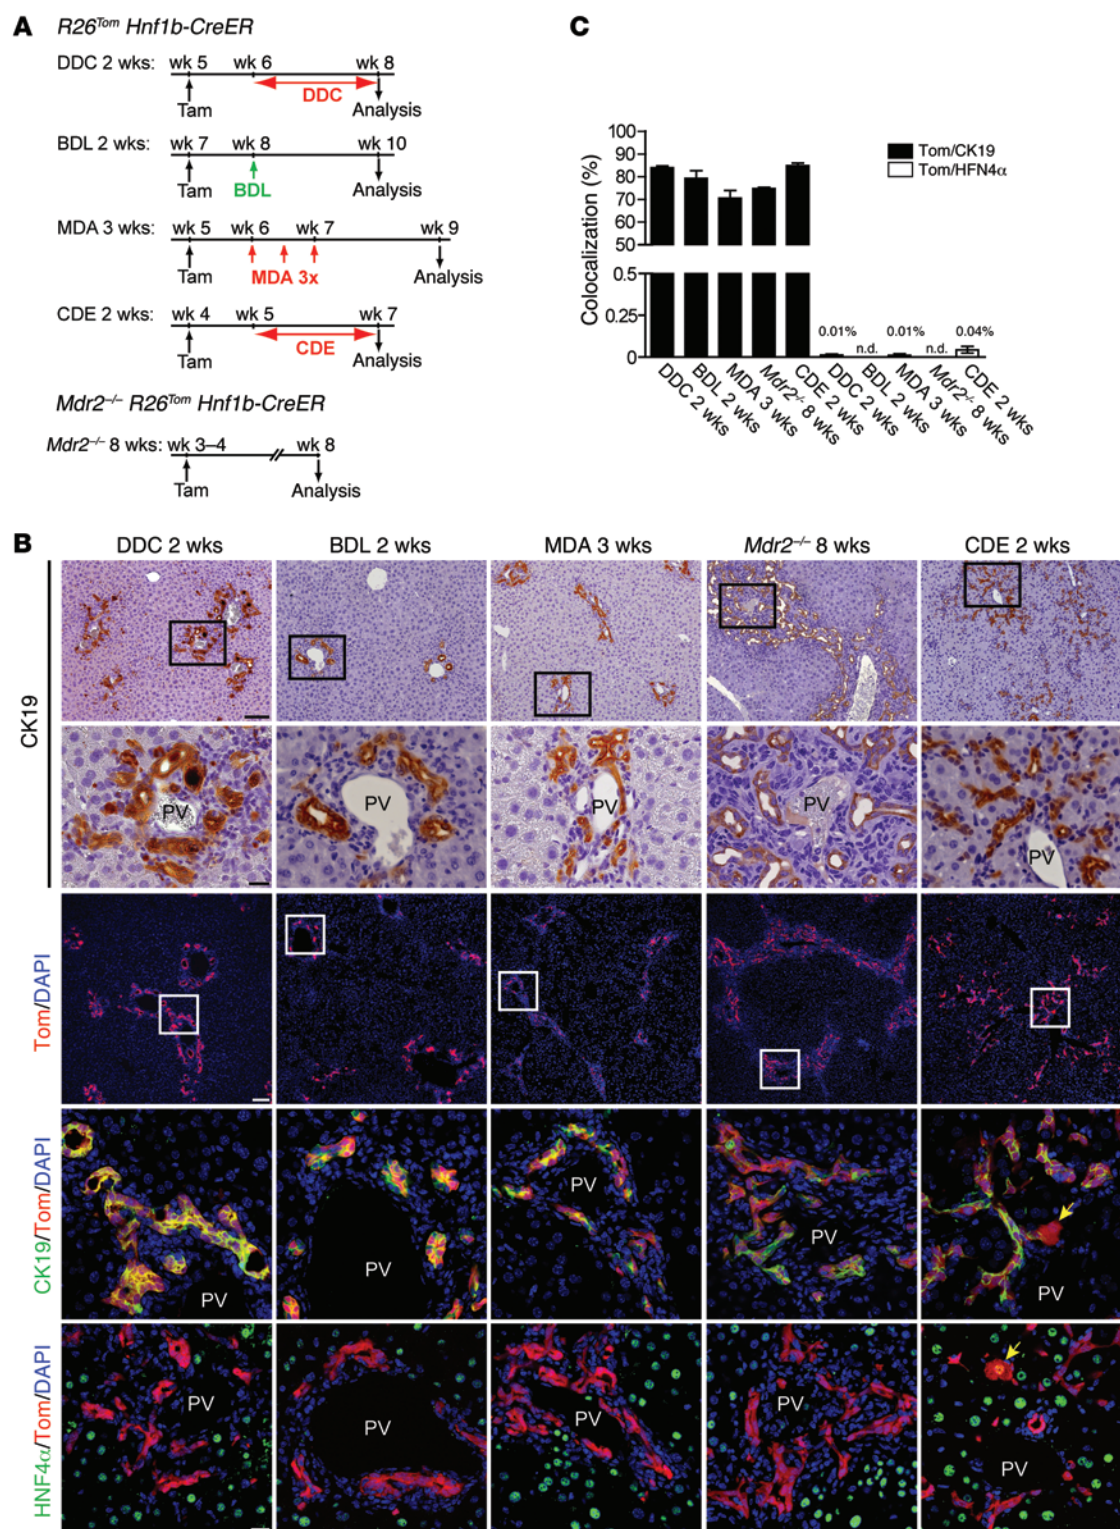 A
R26Tom Hnf1b-CreER
DDC 2 wks: wk 5 wk 6 wk 8
DDC
Tam Analysis
BDL 2 wks: wk 7 wk 8 wk 10
Tam BDL Analysis
MDA 3 wks: wk 5 wk 6 wk 7 wk 9
Tam MDA 3x Analysis
CDE 2 wks: wk 4 wk 5 wk 7
CDE
Tam Analysis
Mdr2–/– R26Tom Hnf1b-CreER
Mdr2–/– 8 wks: wk 3–4 wk 8
Tam Analysis
C
Colocalization (%)
100
90
80
70
60
50
0.5
0.25
0
Tom/CK19
Tom/HFN4α
0.01% n.d. 0.01% n.d. 0.04%
DDC 2 wks
BDL 2 wks
MDA 3 wks
Mdr2-/- 8 wks
CDE 2 wks
DDC 2 wks
BDL 2 wks
MDA 3 wks
Mdr2-/- 8 wks
CDE 2 wks
B
DDC 2 wks BDL 2 wks MDA 3 wks Mdr2–/– 8 wks CDE 2 wks
CK19
PV PV PV PV PV
Tom/DAPI
CK19/Tom/DAPI
PV PV PV PV PV
HNF4α/Tom/DAPI
PV PV PV PV PV